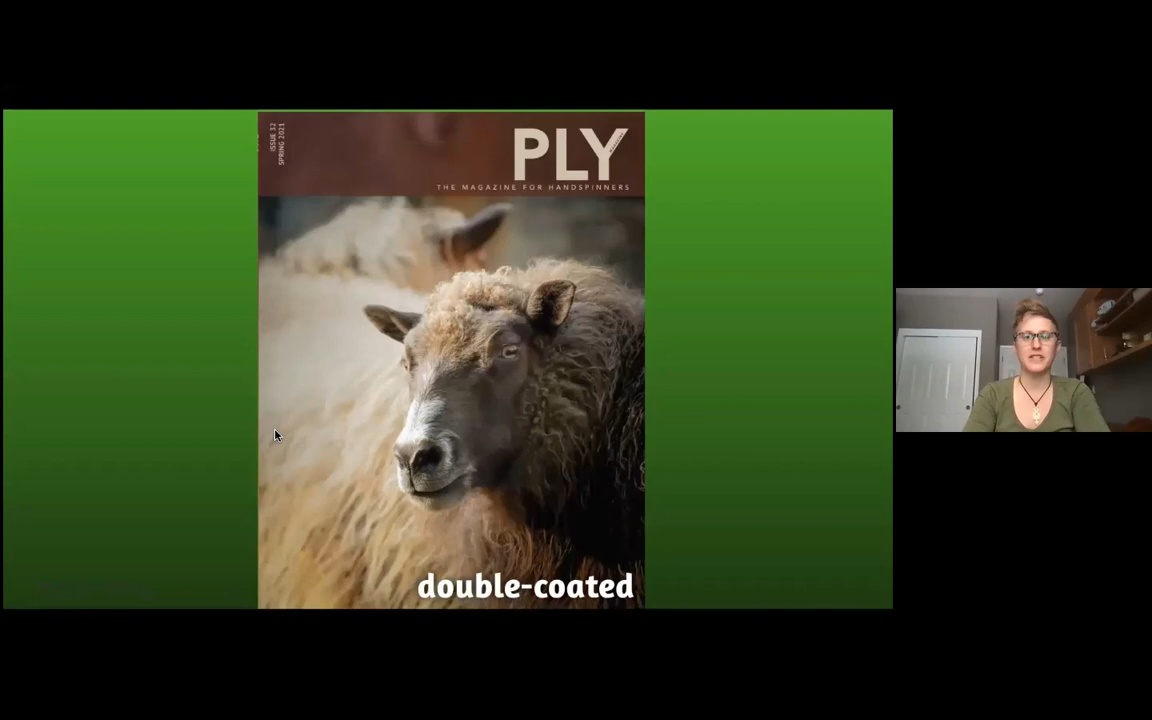 ISSUE 32
SPRING 2021
PLY
THE MAGAZINE FOR HANDSPINNERS
double-coated